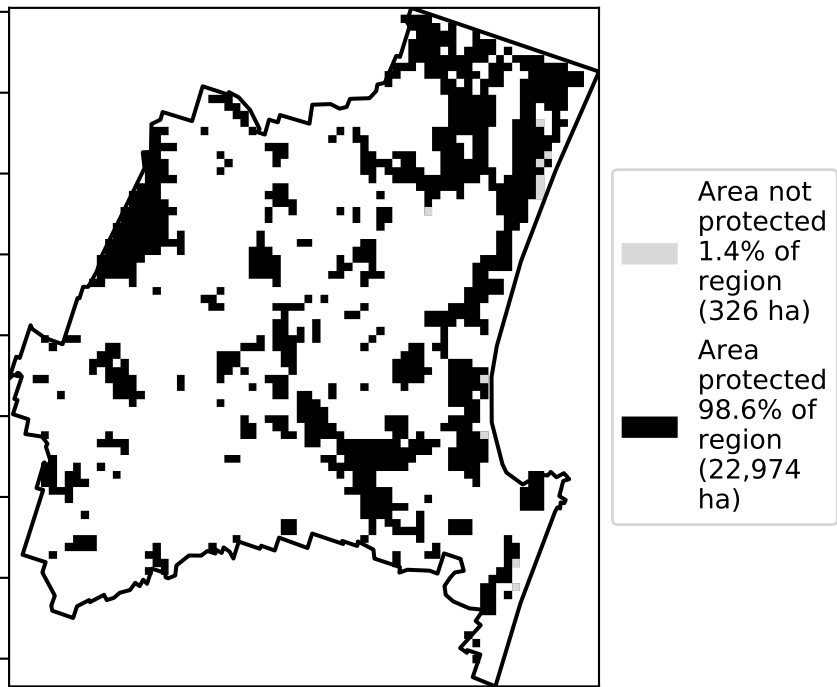 Area not
protected
1.4% of
region
(326 ha)
Area
protected
98.6% of
region
(22,974
ha)